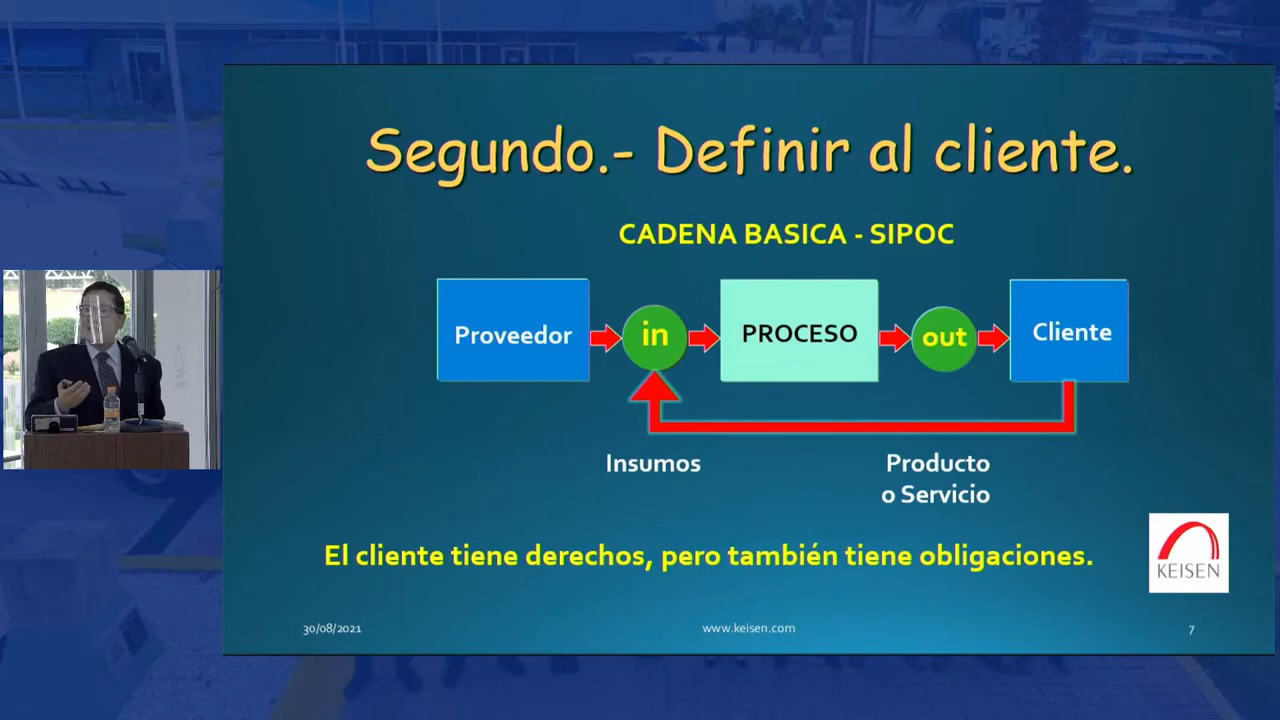 Segundo.- Definir al cliente.
CADENA BASICA - SIPOC
Proveedor
in
PROCESO
out
Cliente
Insumos
Producto
o Servicio
El cliente tiene derechos, pero también tiene obligaciones.
KEISEN
30/08/2021
www.keisen.com
7